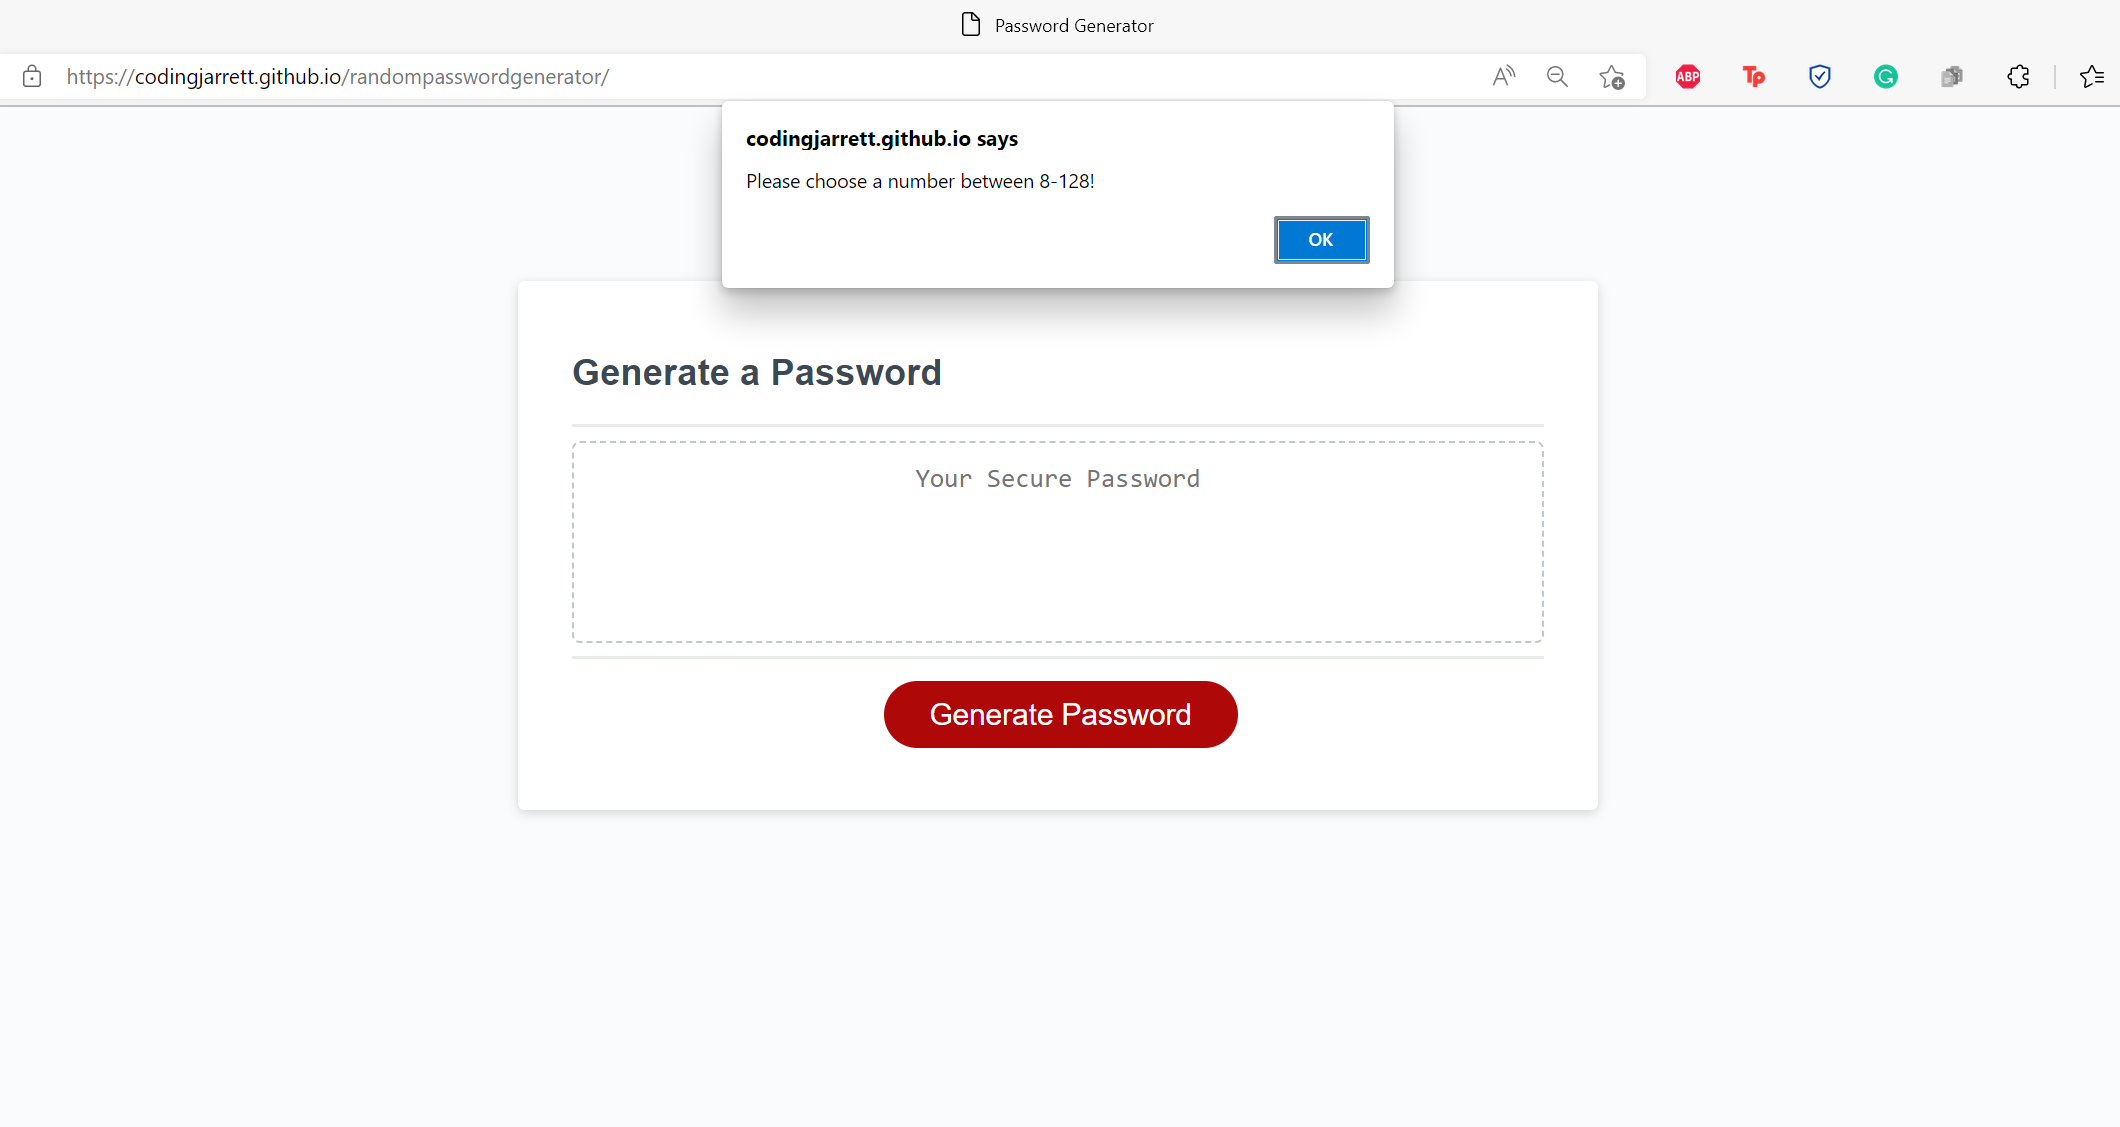 Password Generator
https://codingjarrett.github.io/randompasswordgenerator/
A
ABP
Tp
G
codingjarrett.github.io says
Please choose a number between 8-128!
OK
Generate a Password
Your Secure Password
Generate Password